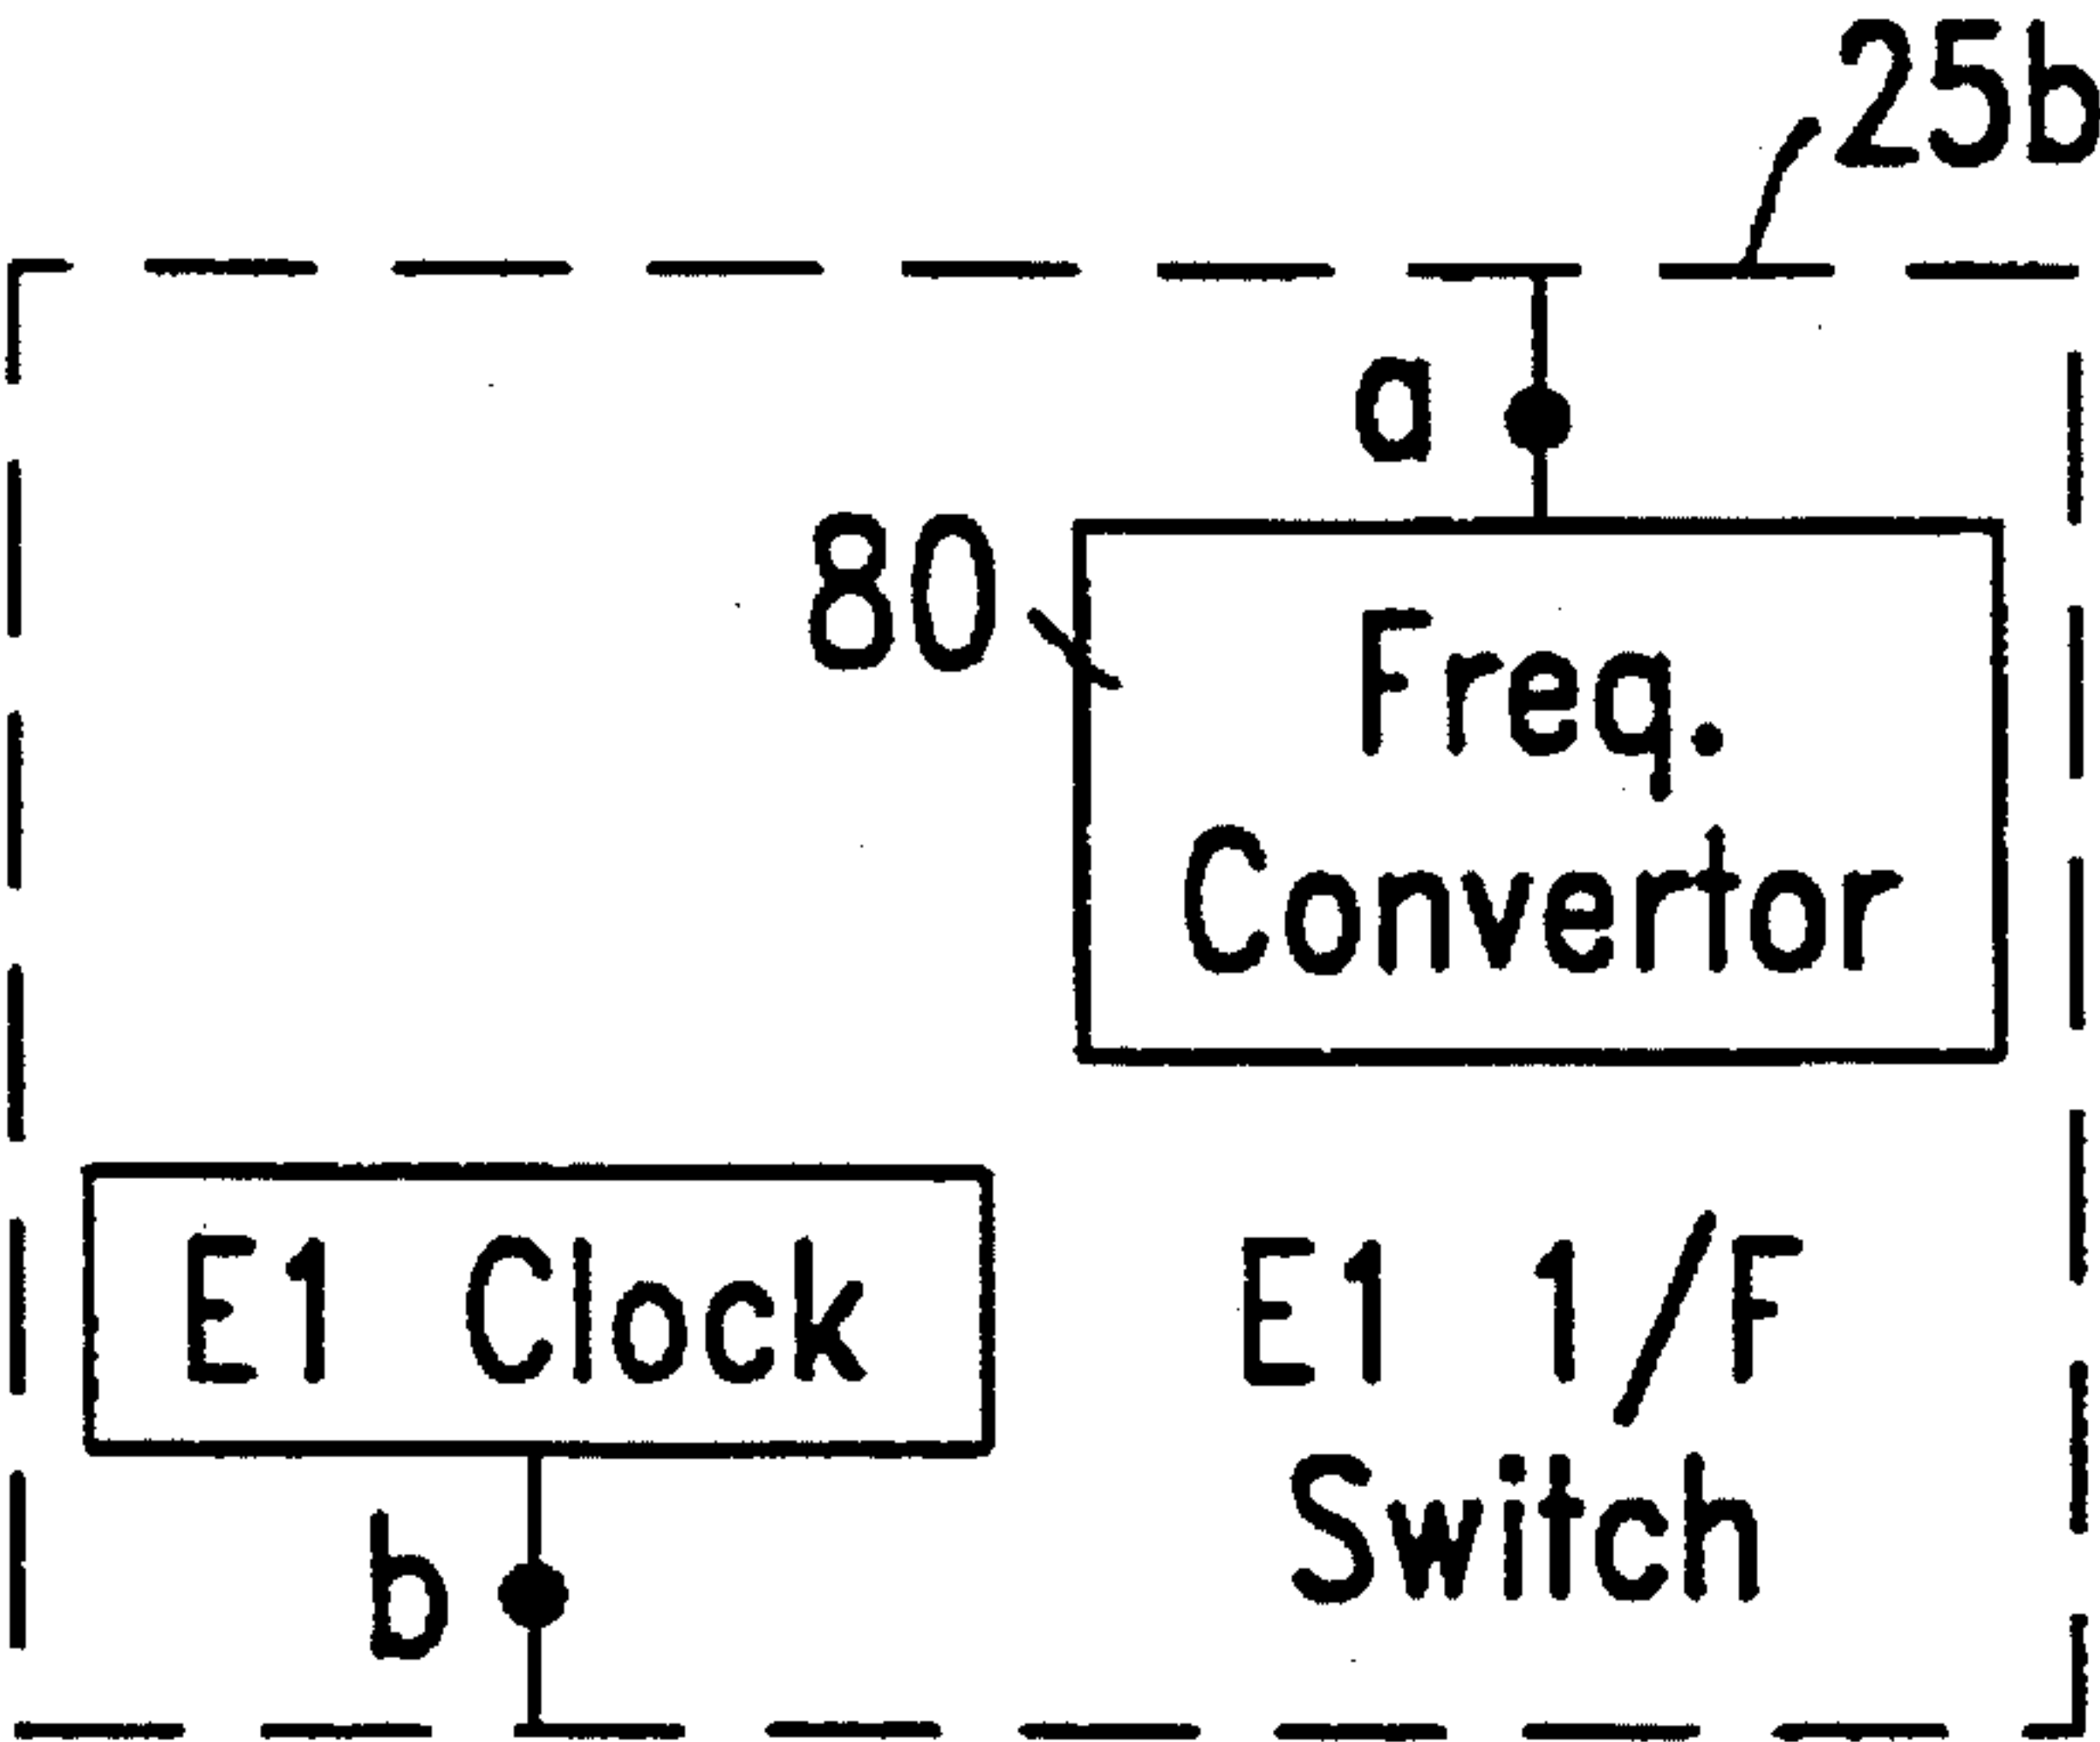 25b
a
80
Freq.
Convertor
E1 Clock
E1 1/F
Switch
b